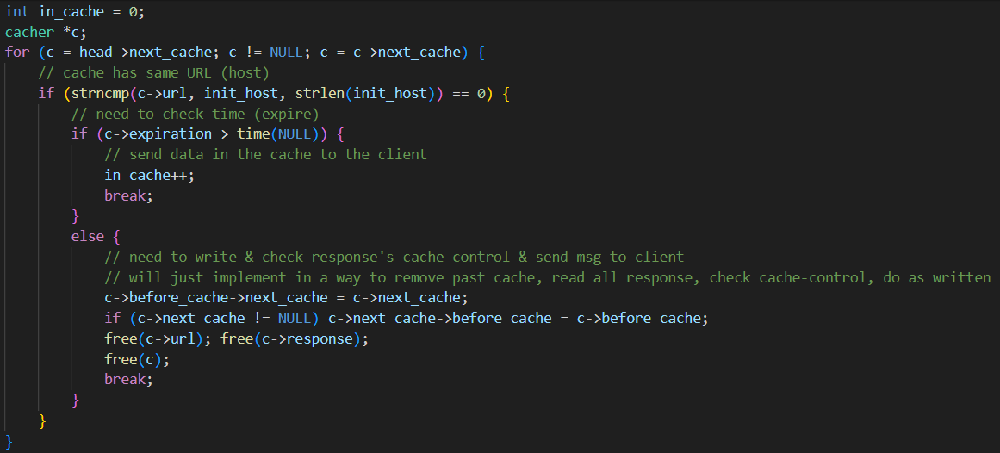 int in_cache = 0;
cacher *c;
for (c = head->next_cache; c != NULL; c = c->next_cache) {
    // cache has same URL (host)
    if (strncmp(c->url, init_host, strlen(init_host)) == 0) {
        // need to check time (expire)
        if (c->expiration > time(NULL)) {
            // send data in the cache to the client
            in_cache++;
            break;
        }
        else {
            // need to write & check response's cache control & send msg to client
            // will just implement in a way to remove past cache, read all response, check cache-control, do as written
            c->before_cache->next_cache = c->next_cache;
            if (c->next_cache != NULL) c->next_cache->before_cache = c->before_cache;
            free(c->url); free(c->response);
            free(c);
            break;
        }
    }
}